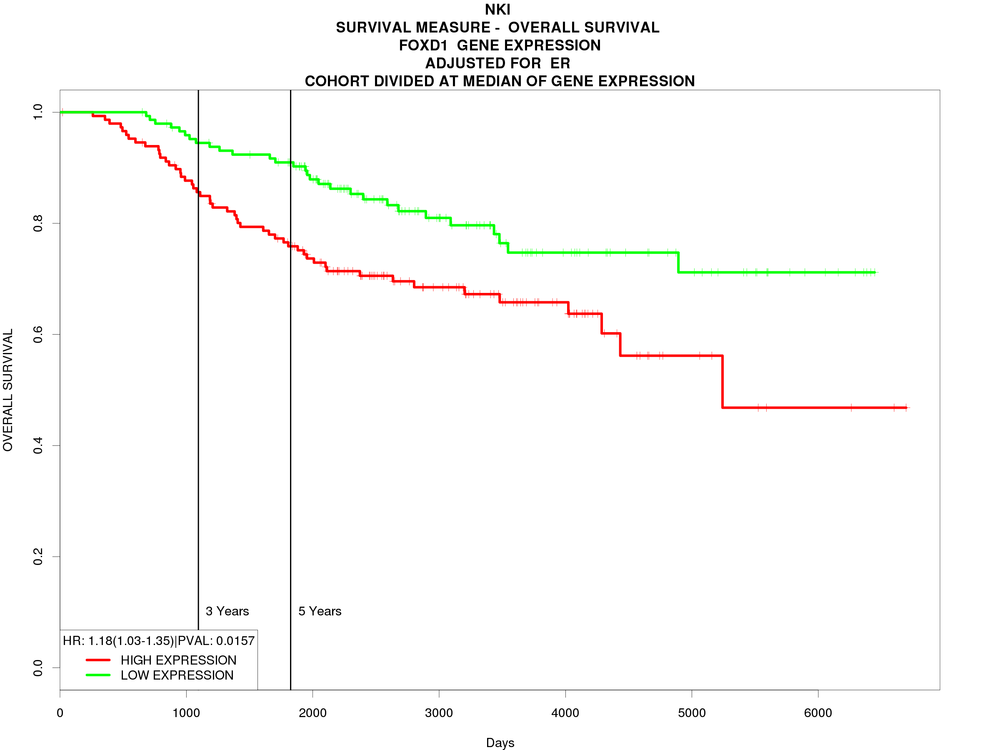 NKI
SURVIVAL MEASURE - OVERALL SURVIVAL
FOXD1 GENE EXPRESSION
ADJUSTED FOR ER
COHORT DIVIDED AT MEDIAN OF GENE EXPRESSION
OVERALL SURVIVAL
1.0
0.8
0.6
0.4
0.2
0.0
3 Years
5 Years
HR: 1.18(1.03-1.35)|PVAL: 0.0157
HIGH EXPRESSION
LOW EXPRESSION
0 1000 2000 3000 4000 5000 6000
Days